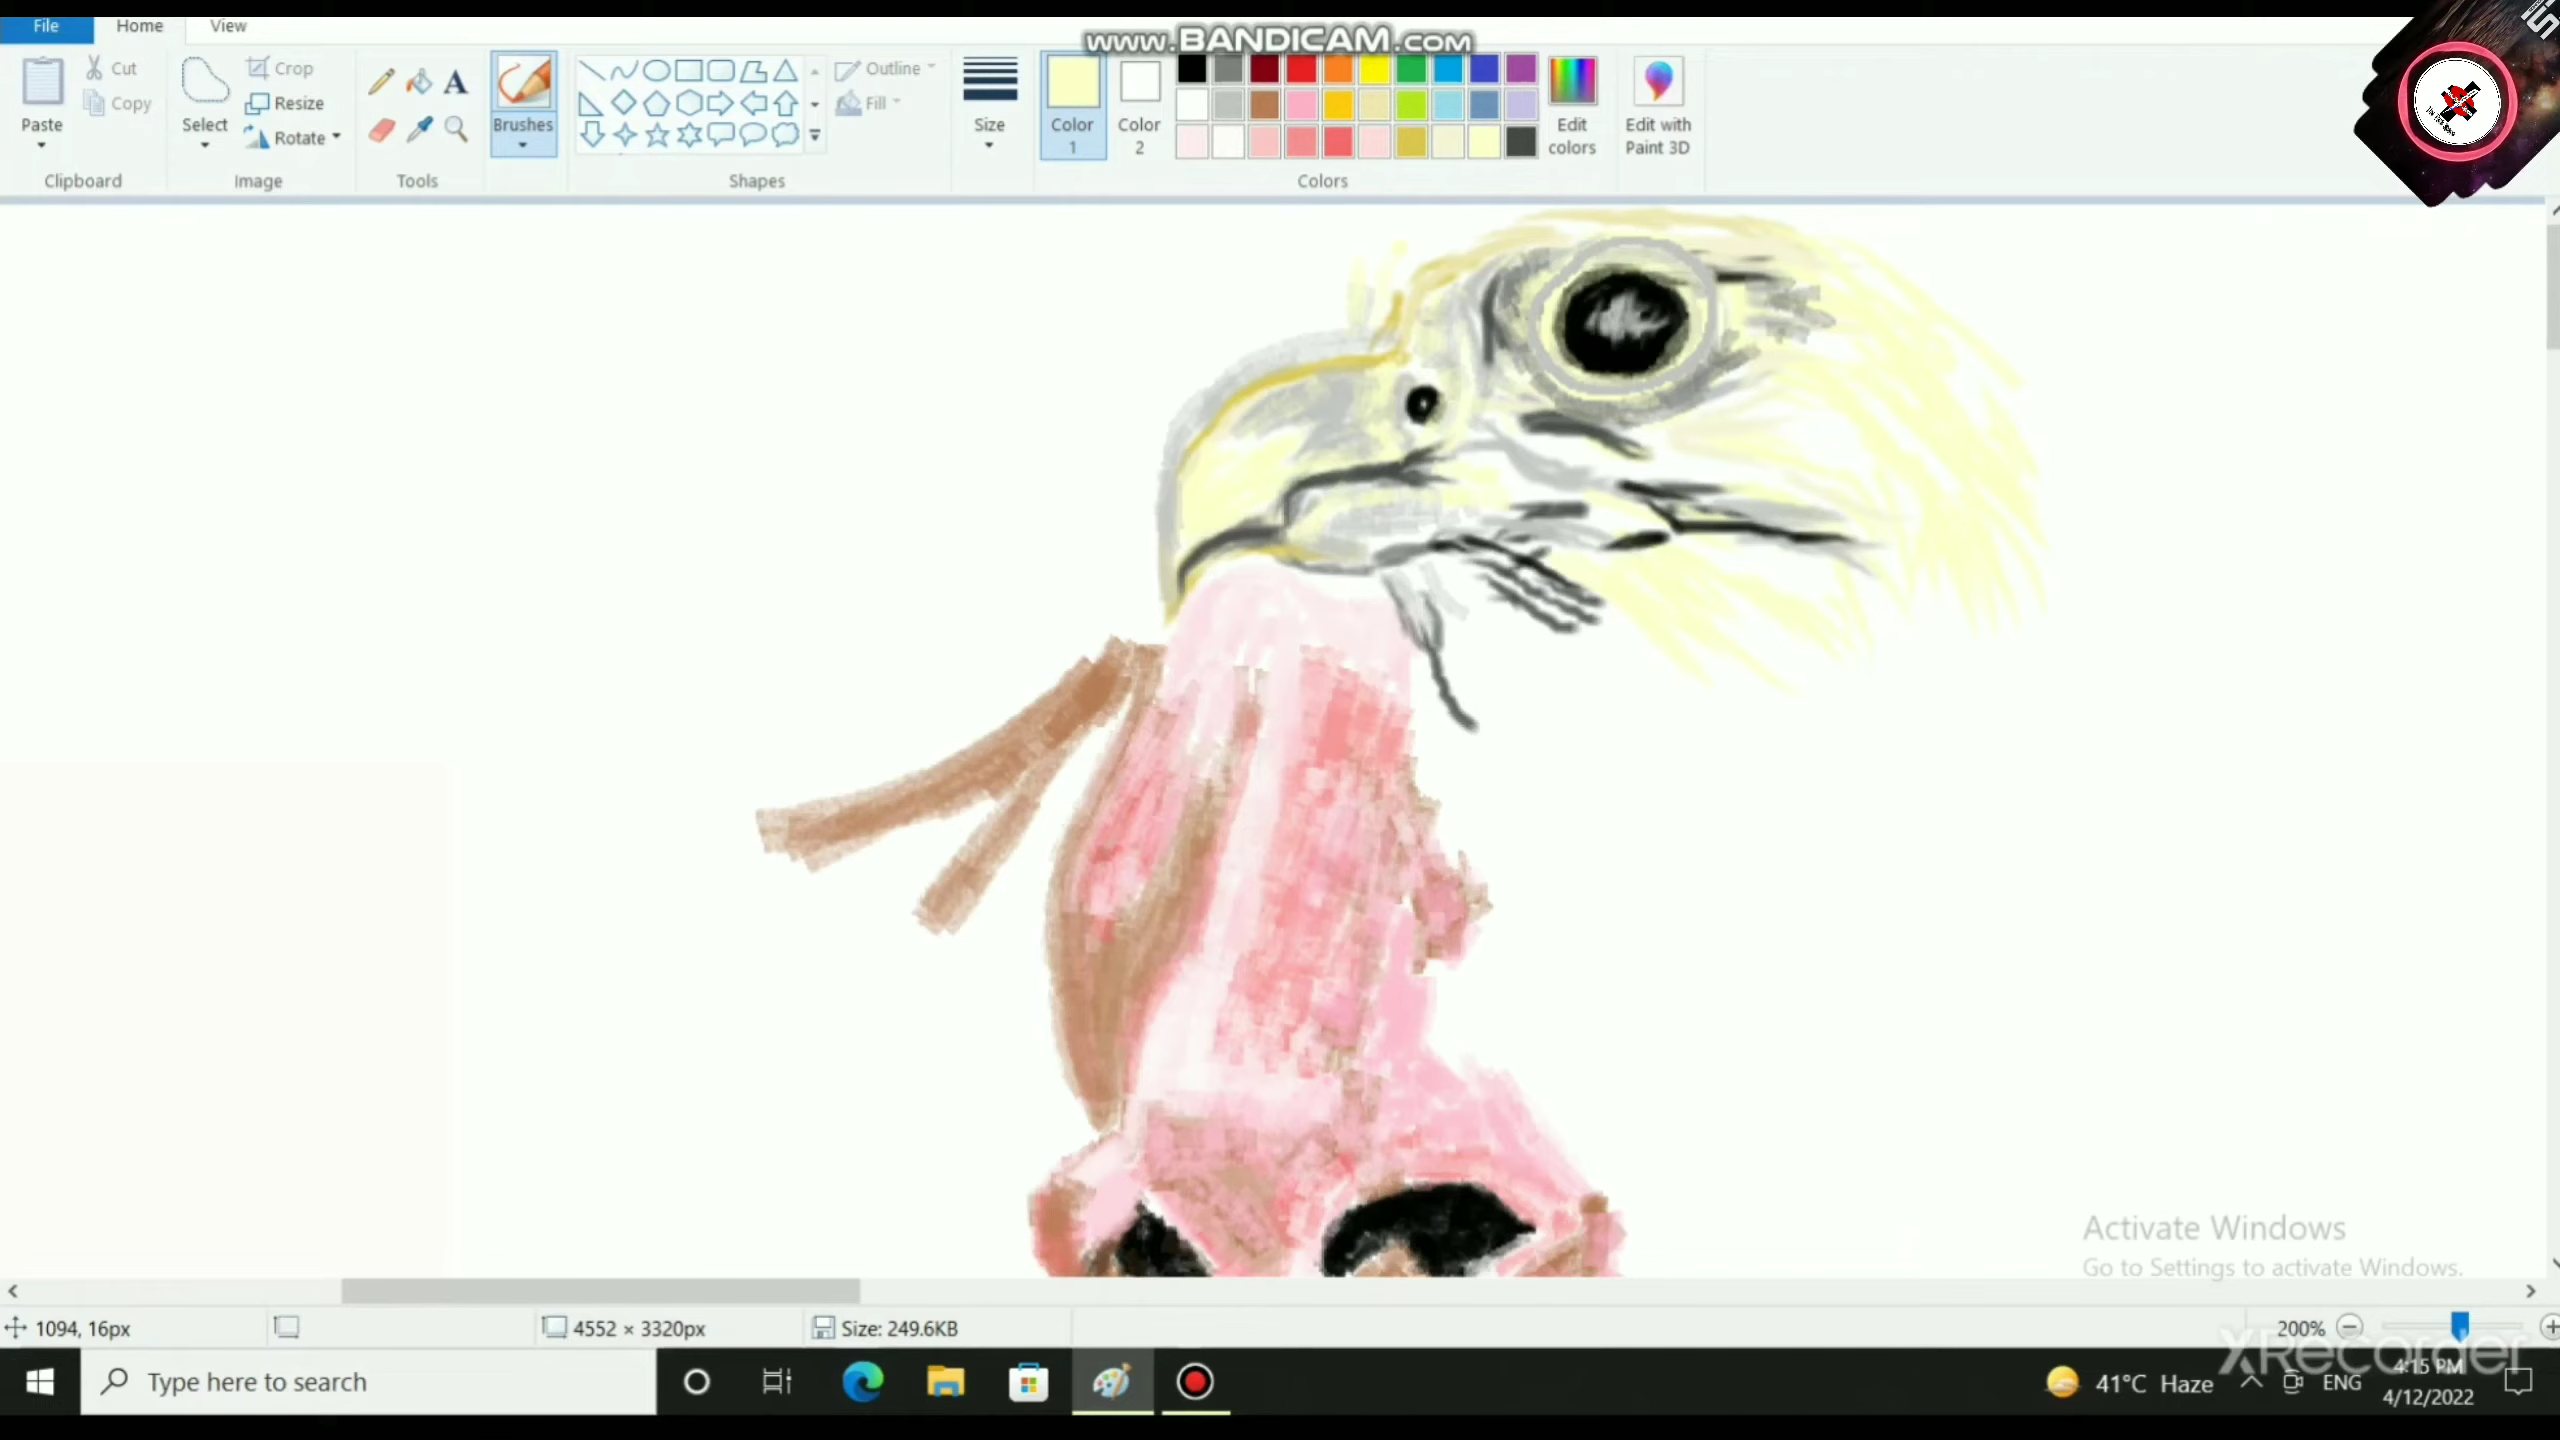 www.BANDICAM.com
File Home View
Cut
Copy
Paste
Clipboard
Crop
Resize
Rotate
Select
Image
A
Tools
Brushes
Outline
Fill
Shapes
Size
Color
1
Color
2
Edit
colors
Edit with
Paint 3D
Colors
Activate Windows
Go to Settings to activate Windows.
1094, 16px
4552 × 3320px
Size: 249.6KB
200%
XRecorder
Type here to search
41°C Haze
ENG
4:15 PM
4/12/2022